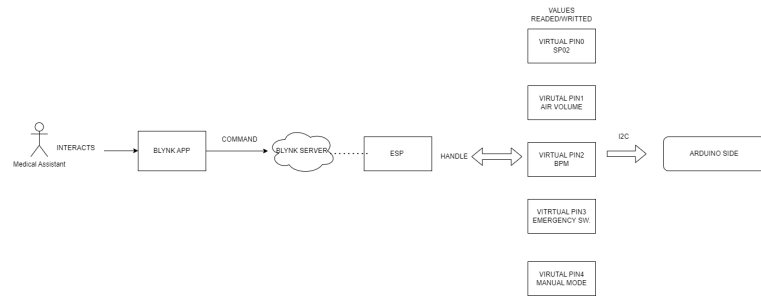 VALUES
READED/WRITTED
VIRTUAL PIN0
SP02
VIRUTAL PIN1
AIR VOLUME
INTERACTS
Medical Assistant
BLYNK APP
COMMAND
BLYNK SERVER
ESP
HANDLE
VIRTUAL PIN2
BPM
I2C
ARDUINO SIDE
VITRTUAL PIN3
EMERGENCY SW.
VIRUTAL PIN4
MANUAL MODE